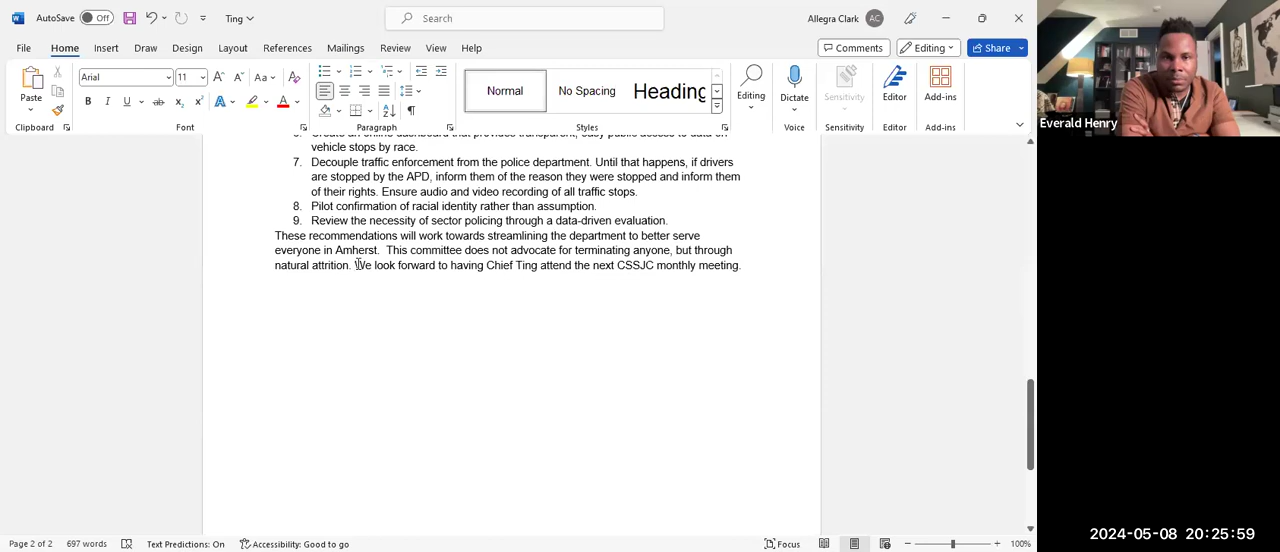 AutoSave Off Ting Search Allegra Clark AC
File Home Insert Draw Design Layout References Mailings Review View Help Comments Editing Share
Paste Arial 11 Aa Normal No Spacing Heading Editing Dictate Sensitivity Editor Add-ins
Clipboard Font Paragraph Styles Voice Sensitivity Editor Add-ins
vehicle stops by race.
7. Decouple traffic enforcement from the police department. Until that happens, if drivers
are stopped by the APD, inform them of the reason they were stopped and inform them
of their rights. Ensure audio and video recording of all traffic stops.
8. Pilot confirmation of racial identity rather than assumption.
9. Review the necessity of sector policing through a data-driven evaluation.
These recommendations will work towards streamlining the department to better serve
everyone in Amherst. This committee does not advocate for terminating anyone, but through
natural attrition. We look forward to having Chief Ting attend the next CSSJC monthly meeting.
Page 2 of 2 697 words Text Predictions: On Accessibility: Good to go Focus 100%
Everald Henry
2024-05-08 20:25:59